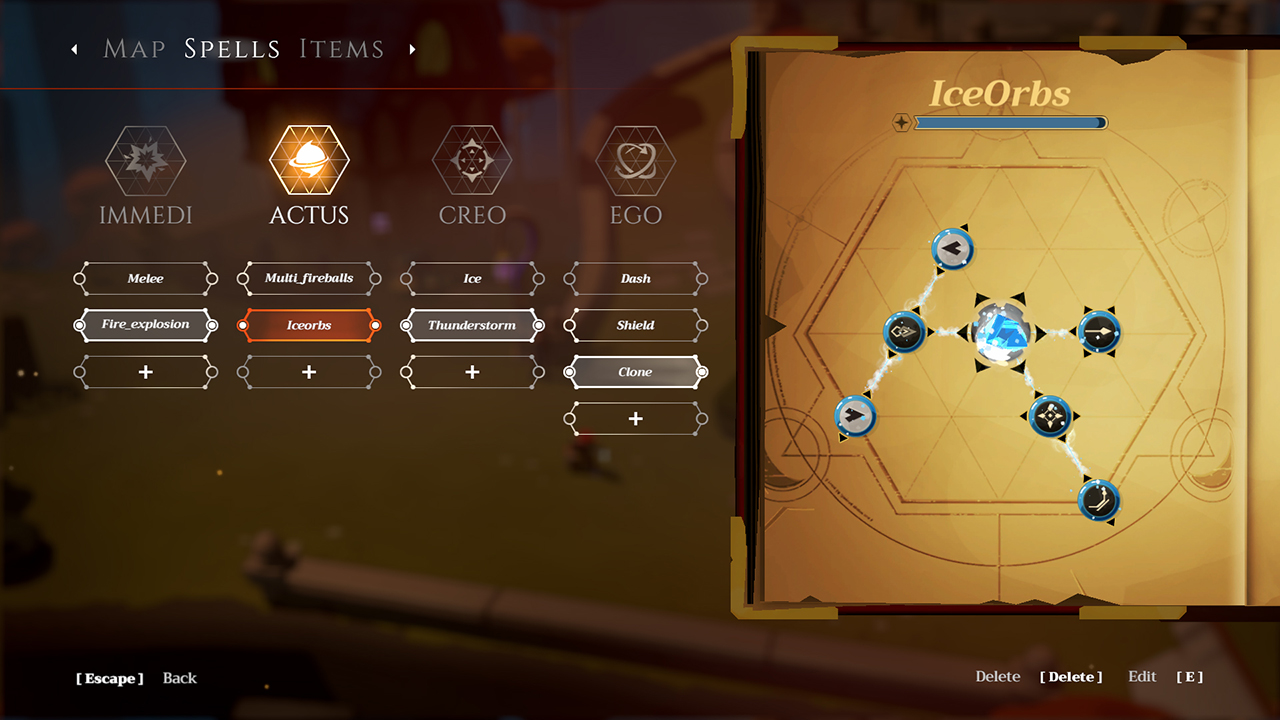 Map Spells Items
IceOrbs
IMMEDI ACTUS CREO EGO
Melee Multi_fireballs Ice Dash
Fire_explosion Iceorbs Thunderstorm Shield
+ + + Clone
+
[Escape] Back Delete [Delete] Edit [E]